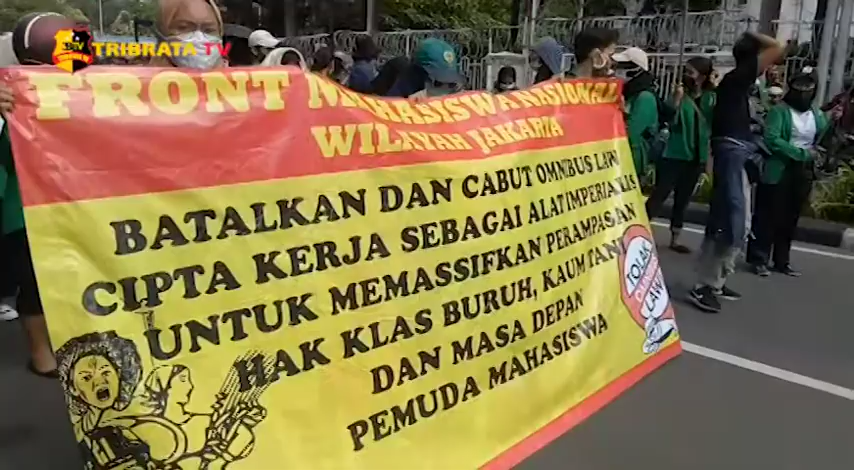 TRIBRATA TV
FRONT MAHASISWA NASIONAL
WILAYAH JAKARTA
BATALKAN DAN CABUT OMNIBUS LAW
CIPTA KERJA SEBAGAI ALAT IMPERIALIS
UNTUK MEMASSIFKAN PERAMPASAN
HAK KLAS BURUH, KAUM TANI
DAN MASA DEPAN
PEMUDA MAHASISWA
TOLAK
OMNIBUS
LAW